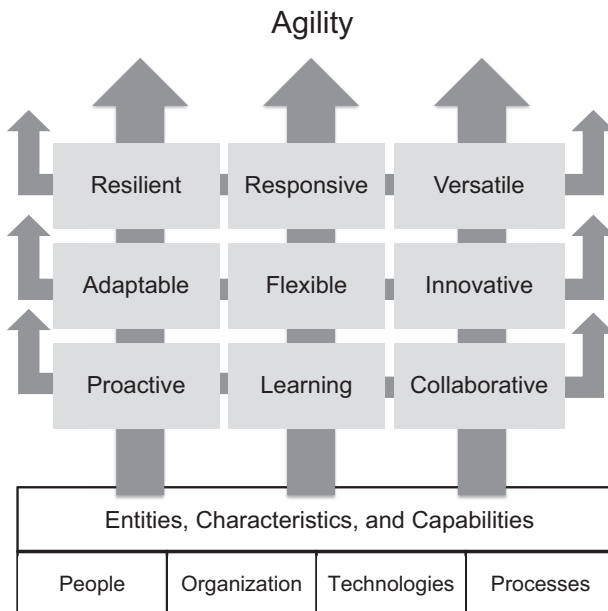 Agility
Resilient Responsive Versatile
Adaptable Flexible Innovative
Proactive Learning Collaborative
Entities, Characteristics, and Capabilities
People Organization Technologies Processes